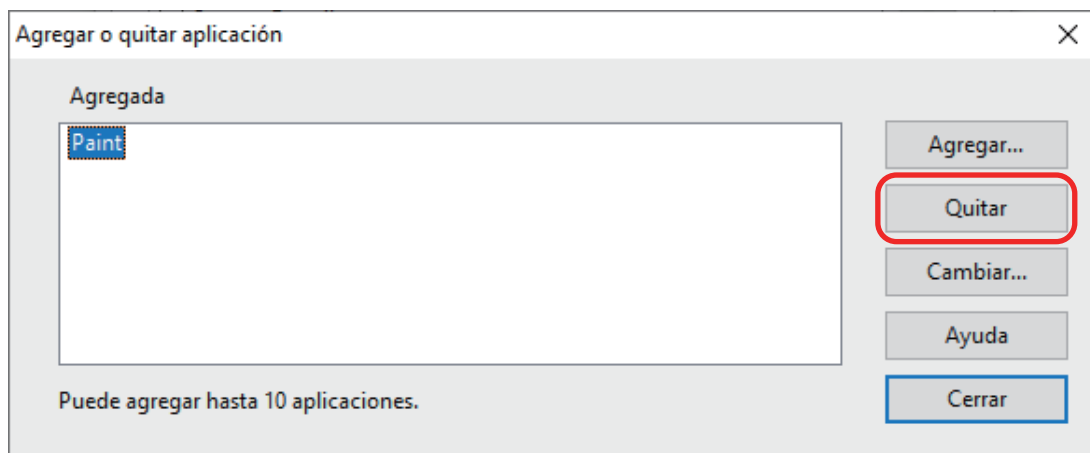 Agregar o quitar aplicación
Agregada
Paint
Agregar...
Quitar
Cambiar...
Ayuda
Puede agregar hasta 10 aplicaciones.
Cerrar